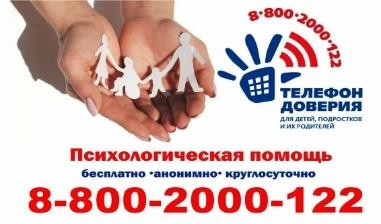 8-800-2000-122
ТЕЛЕФОН
ДОВЕРИЯ
ДЛЯ ДЕТЕЙ, ПОДРОСТКОВ
И ИХ РОДИТЕЛЕЙ
Психологическая помощь
бесплатно •анонимно• круглосуточно
8-800-2000-122